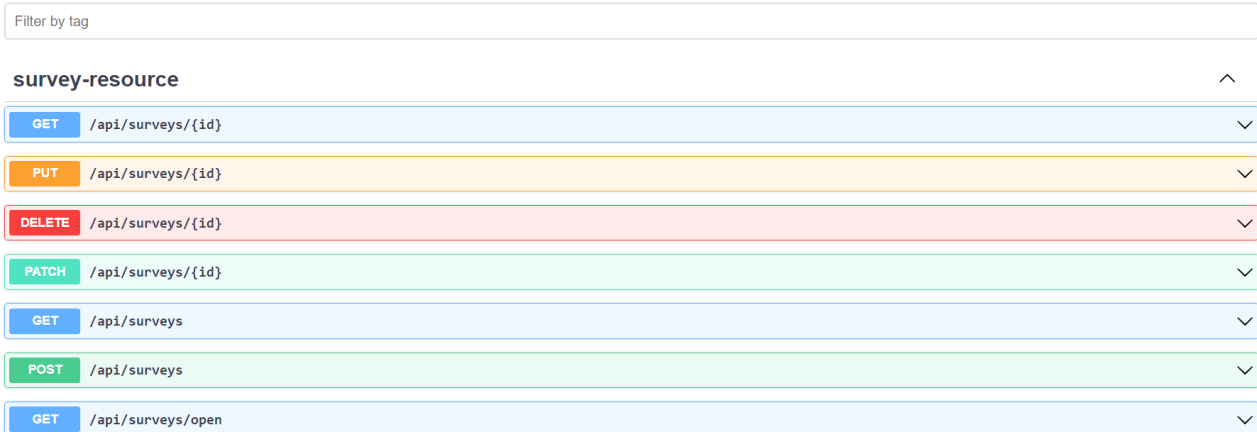 Filter by tag
survey-resource
GET /api/surveys/{id}
PUT /api/surveys/{id}
DELETE /api/surveys/{id}
PATCH /api/surveys/{id}
GET /api/surveys
POST /api/surveys
GET /api/surveys/open